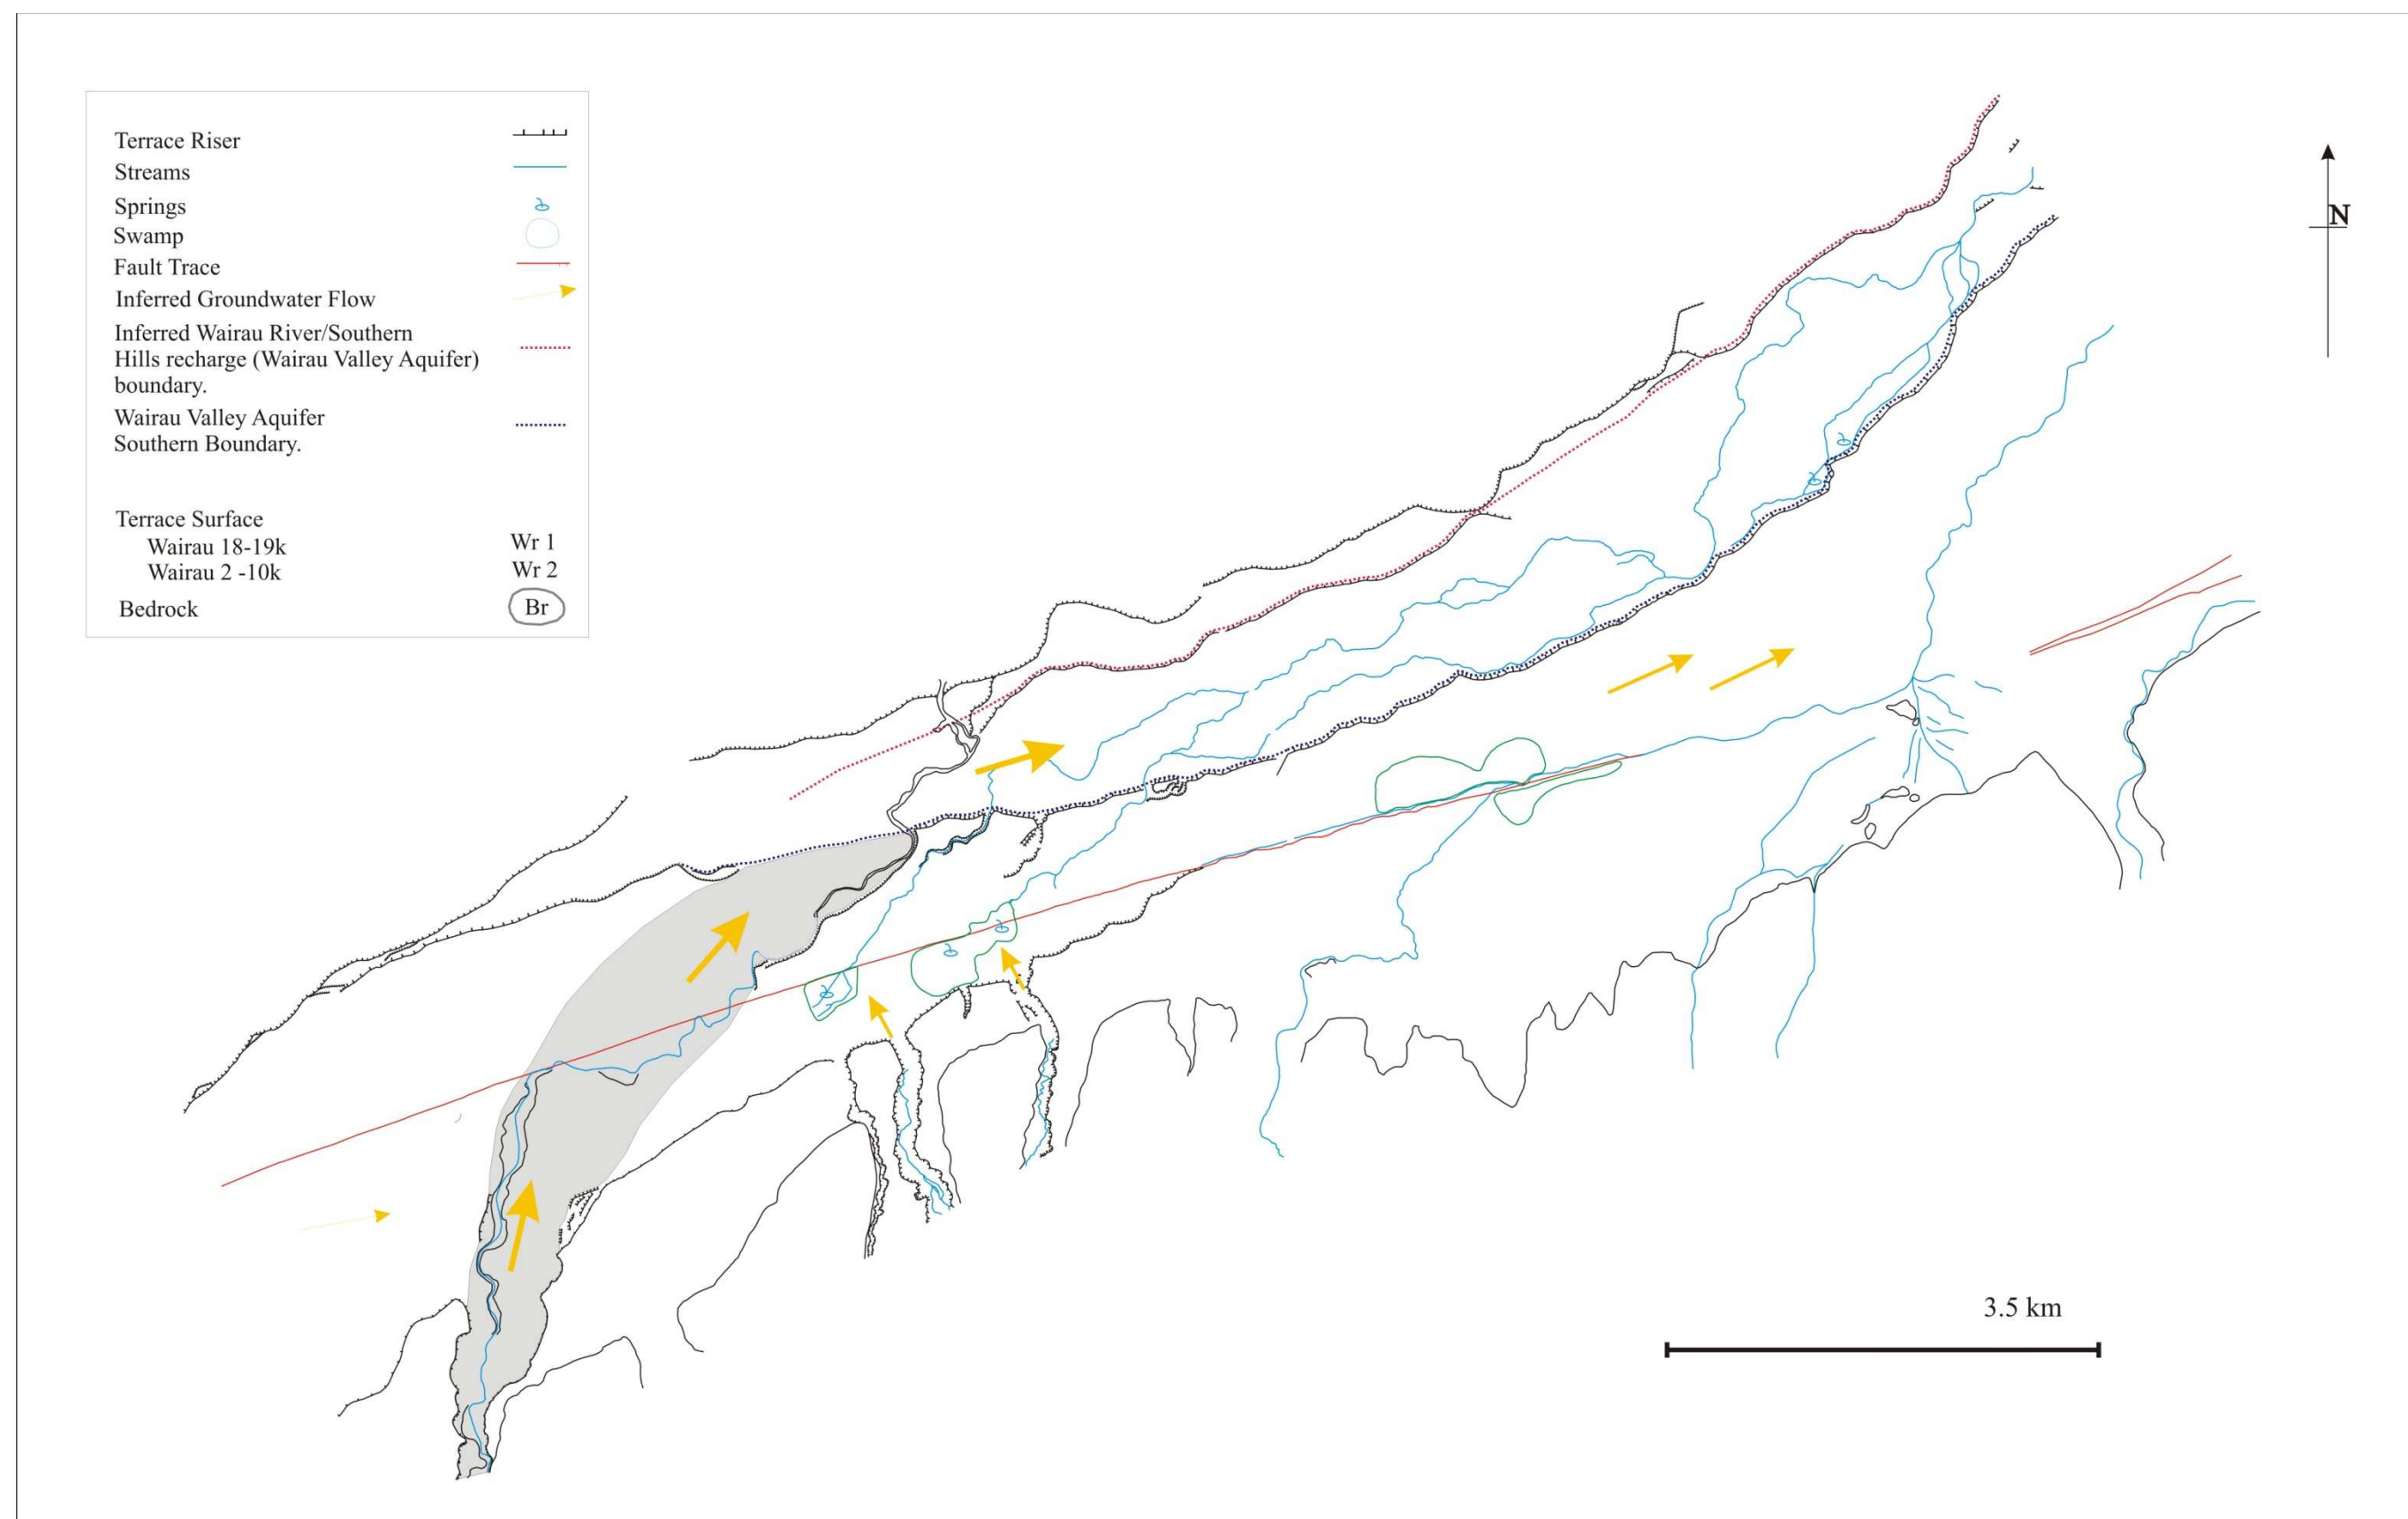 Terrace Riser
Streams
Springs
Swamp
Fault Trace
Inferred Groundwater Flow
Inferred Wairau River/Southern
Hills recharge (Wairau Valley Aquifer)
boundary.
Wairau Valley Aquifer
Southern Boundary.
Terrace Surface
Wairau 18-19k Wr 1
Wairau 2 -10k Wr 2
Bedrock Br
N
3.5 km